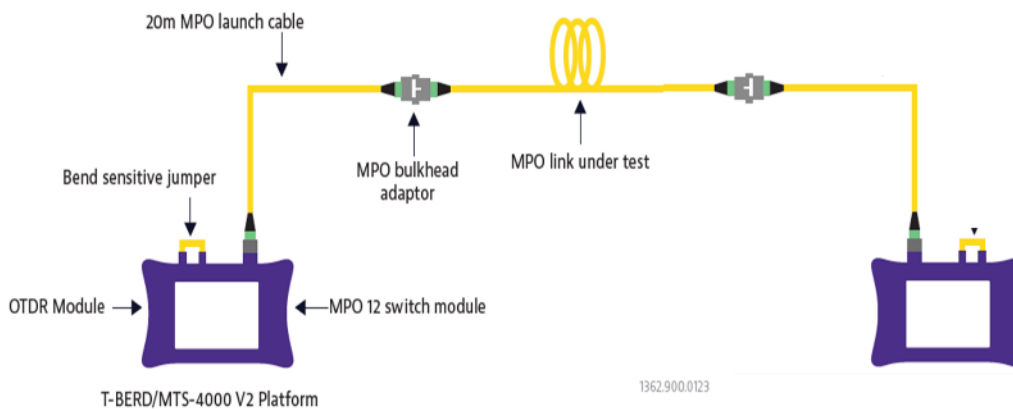 20m MPO launch cable
MPO bulkhead
adaptor
MPO link under test
Bend sensitive jumper
OTDR Module
MPO 12 switch module
T-BERD/MTS-4000 V2 Platform
1362.900.0123